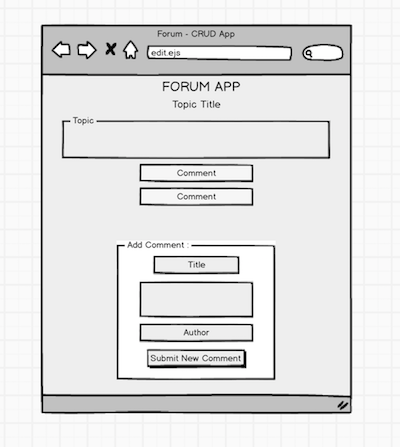 Forum - CRUD App
edit.ejs
FORUM APP
Topic Title
Topic
Comment
Comment
Add Comment :
Title
Author
Submit New Comment